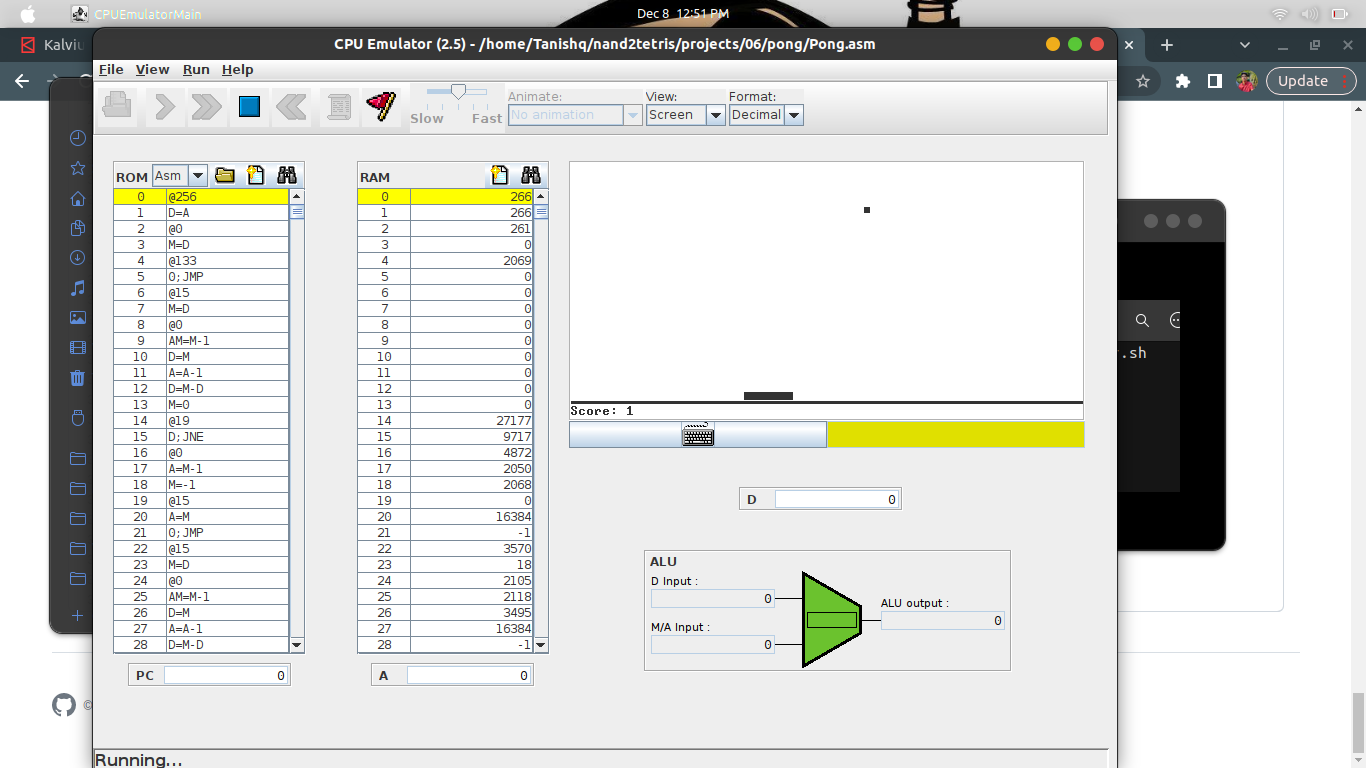 CPUEmulatorMain
Dec 8 12:51 PM
Kalviu
CPU Emulator (2.5) - /home/Tanishq/nand2tetris/projects/06/pong/Pong.asm
Update
File View Run Help
Slow Fast
Animate:
No animation
View:
Screen
Format:
Decimal
ROM Asm
0 @256
1 D=A
2 @0
3 M=D
4 @133
5 0;JMP
6 @15
7 M=D
8 @0
9 AM=M-1
10 D=M
11 A=A-1
12 D=M-D
13 M=0
14 @19
15 D;JNE
16 @0
17 A=M-1
18 M=-1
19 @15
20 A=M
21 0;JMP
22 @15
23 M=D
24 @0
25 AM=M-1
26 D=M
27 A=A-1
28 D=M-D
PC 0
RAM
0 266
1 266
2 261
3 0
4 2069
5 0
6 0
7 0
8 0
9 0
10 0
11 0
12 0
13 0
14 27177
15 9717
16 4872
17 2050
18 2068
19 0
20 16384
21 -1
22 3570
23 18
24 2105
25 2118
26 3495
27 16384
28 -1
A 0
Score: 1
D 0
ALU
D Input :
0
M/A Input :
0
ALU output :
0
.sh
©
Running...